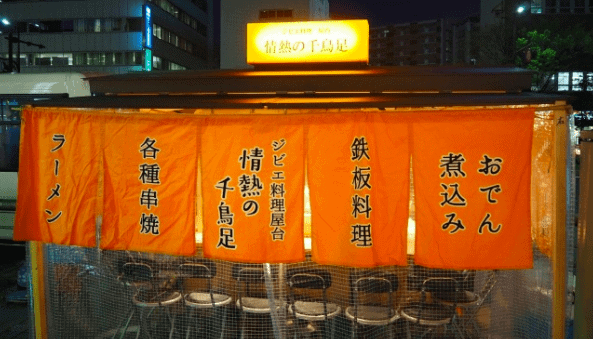 情熱の千鳥足
ラーメン
各種串焼
ジビエ料理屋台
情熱の
千鳥足
鉄板料理
おでん
煮込み